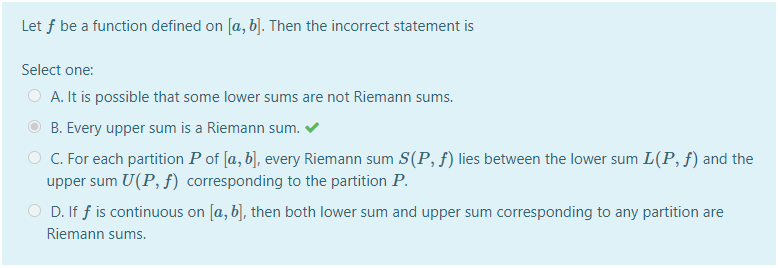 Let f be a function defined on [a, b]. Then the incorrect statement is
Select one:
A. It is possible that some lower sums are not Riemann sums.
B. Every upper sum is a Riemann sum. ✔
C. For each partition P of [a, b], every Riemann sum S(P, f) lies between the lower sum L(P, f) and the
upper sum U(P, f) corresponding to the partition P.
D. If f is continuous on [a, b], then both lower sum and upper sum corresponding to any partition are
Riemann sums.